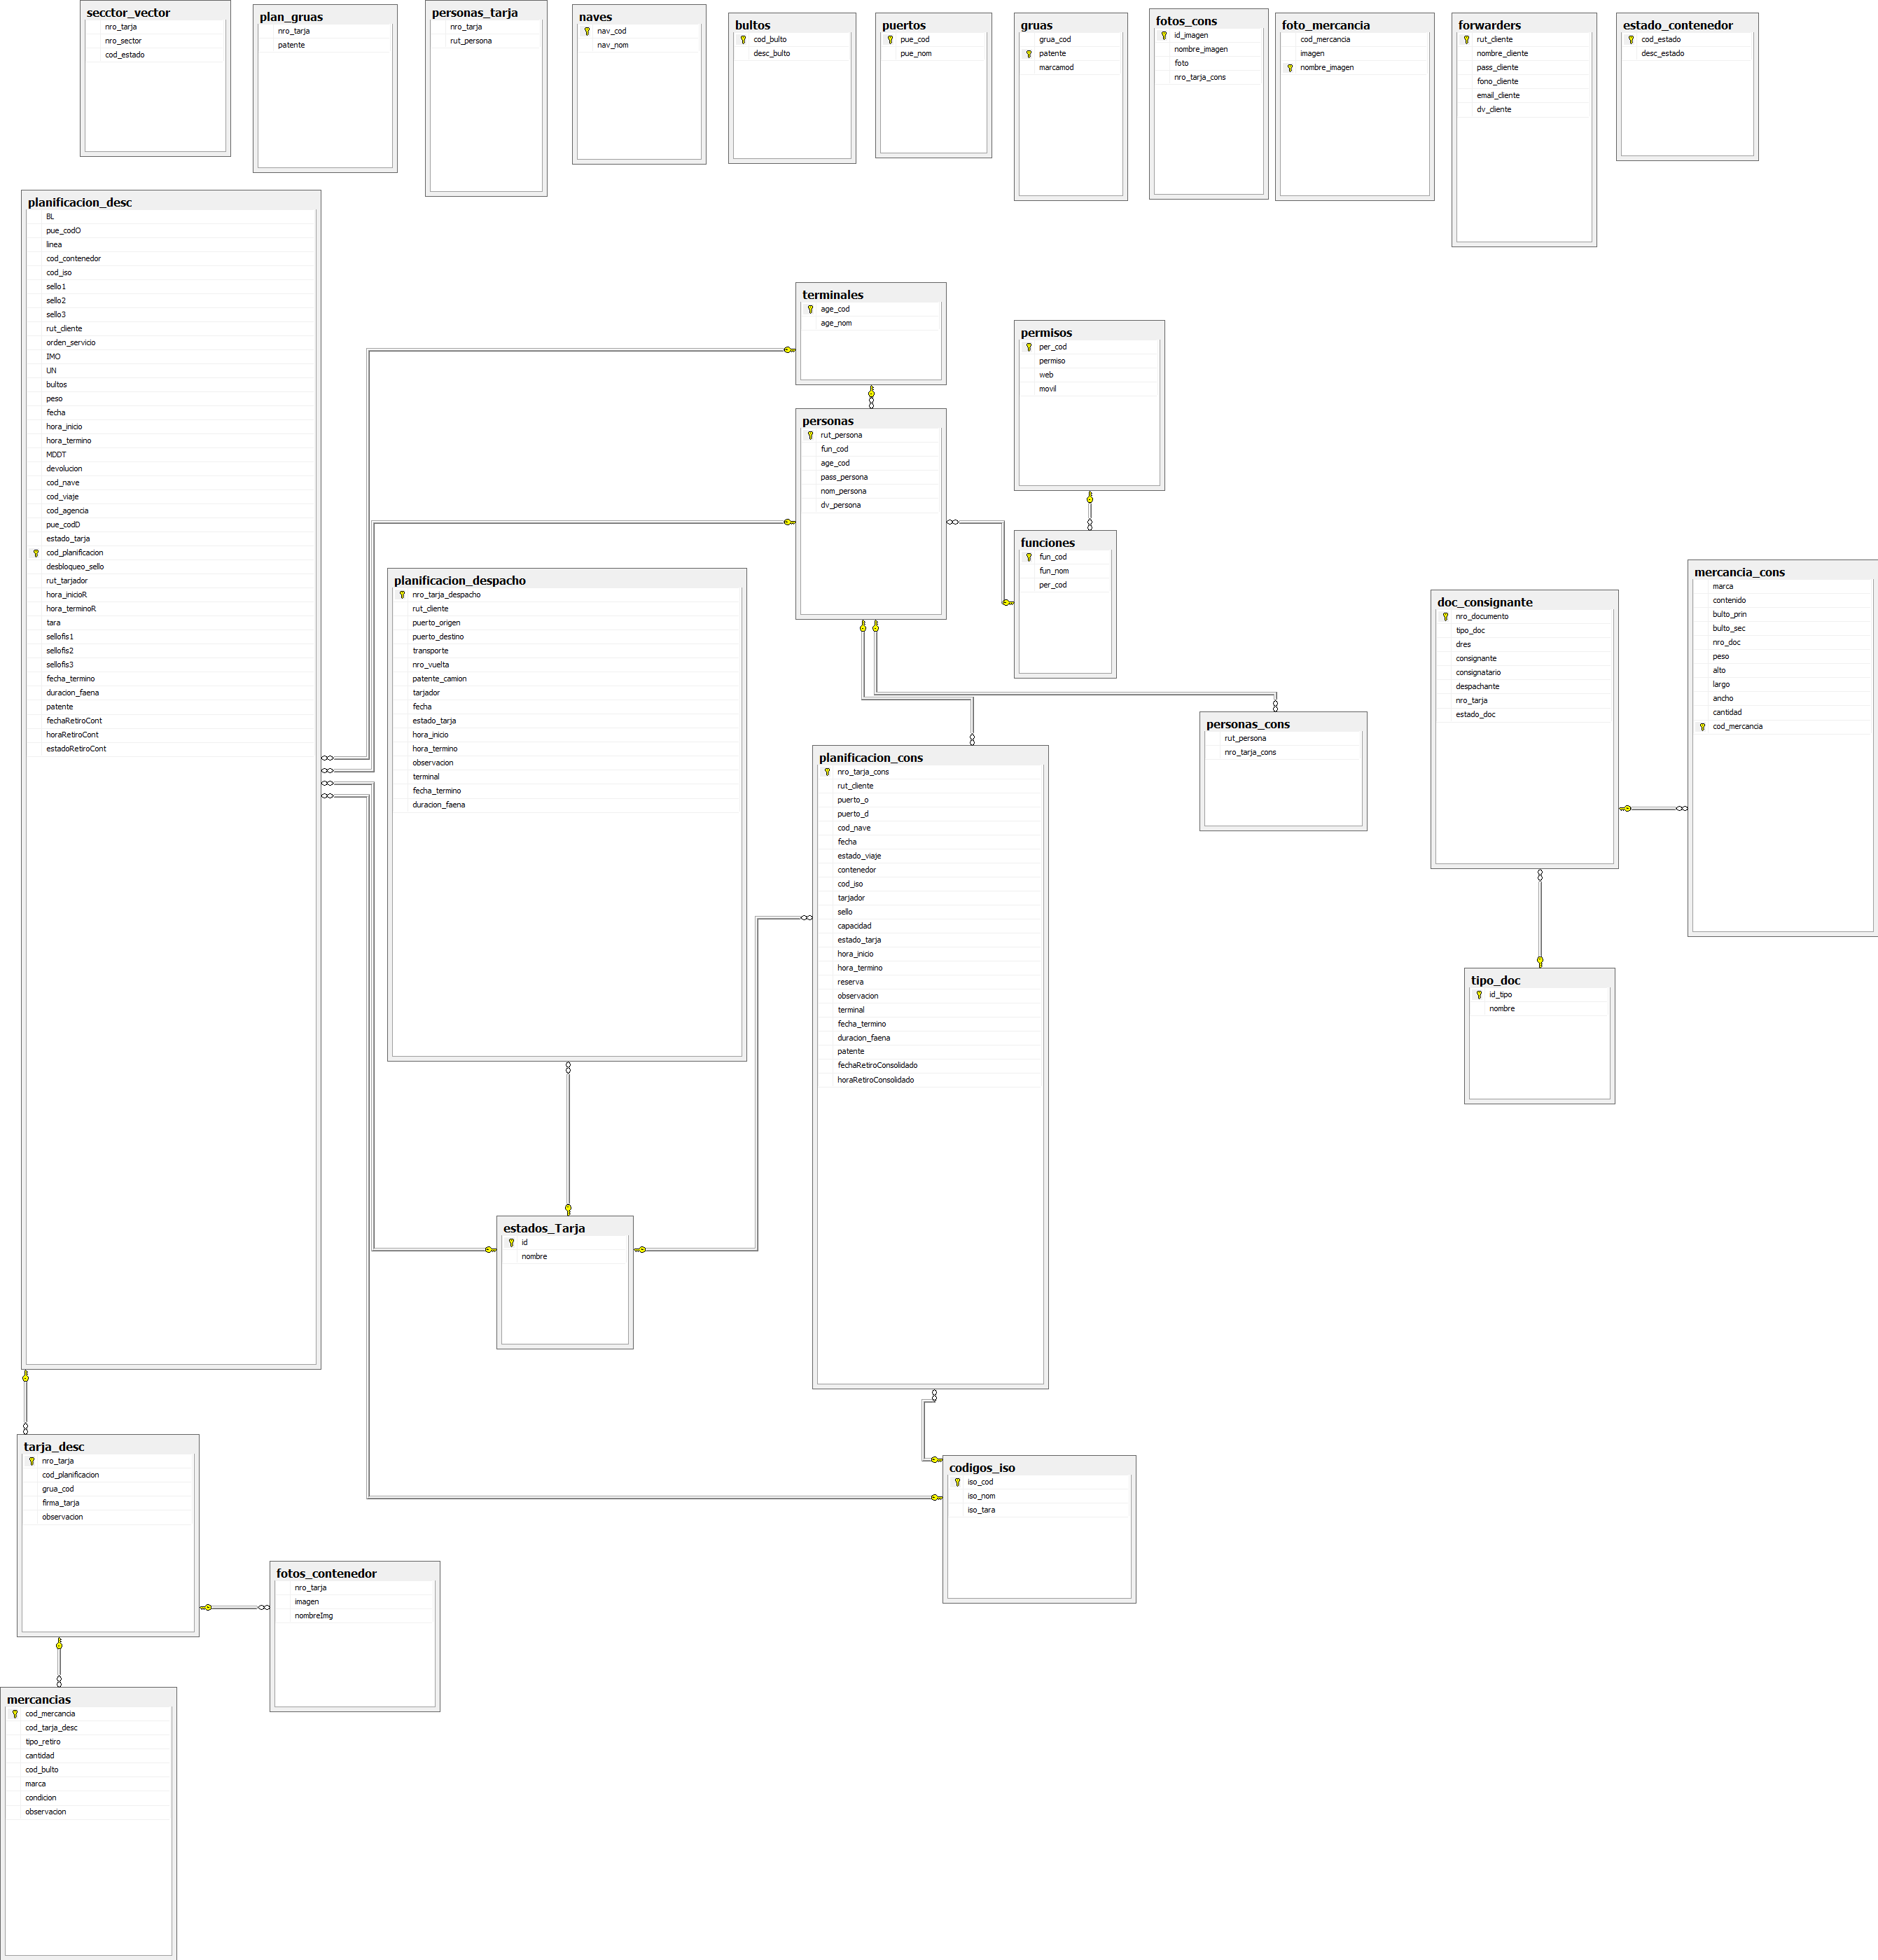 secctor_vector
nro_tarja
nro_sector
cod_estado
plan_gruas
nro_tarja
patente
personas_tarja
nro_tarja
rut_persona
naves
nav_cod
nav_nom
bultos
cod_bulto
desc_bulto
puertos
pue_cod
pue_nom
gruas
grua_cod
patente
marcamod
fotos_cons
id_imagen
nombre_imagen
foto
nro_tarja_cons
foto_mercancia
cod_mercancia
imagen
nombre_imagen
forwarders
rut_cliente
nombre_cliente
pass_cliente
fono_cliente
email_cliente
dv_cliente
estado_contenedor
cod_estado
desc_estado
planificacion_desc
BL
pue_codO
linea
cod_contenedor
cod_iso
sello1
sello2
sello3
rut_cliente
orden_servicio
IMO
UN
bultos
peso
fecha
hora_inicio
hora_termino
MDDT
devolucion
cod_nave
cod_viaje
cod_agencia
pue_codD
estado_tarja
cod_planificacion
desbloqueo_sello
rut_tarjador
hora_inicioR
hora_terminoR
tara
sellofis1
sellofis2
sellofis3
fecha_termino
duracion_faena
patente
fechaRetiroCont
horaRetiroCont
estadoRetiroCont
terminales
age_cod
age_nom
permisos
per_cod
permiso
web
movil
personas
rut_persona
fun_cod
age_cod
pass_persona
nom_persona
dv_persona
funciones
fun_cod
fun_nom
per_cod
planificacion_despacho
nro_tarja_despacho
rut_cliente
puerto_origen
puerto_destino
transporte
nro_vuelta
patente_camion
tarjador
fecha
estado_tarja
hora_inicio
hora_termino
observacion
terminal
fecha_termino
duracion_faena
mercancia_cons
marca
contenido
bulto_prin
bulto_sec
nro_doc
peso
alto
largo
ancho
cantidad
cod_mercancia
doc_consignante
nro_documento
tipo_doc
dres
consignante
consignatario
despachante
nro_tarja
estado_doc
personas_cons
rut_persona
nro_tarja_cons
planificacion_cons
nro_tarja_cons
rut_cliente
puerto_o
puerto_d
cod_nave
fecha
estado_viaje
contenedor
cod_iso
tarjador
sello
capacidad
estado_tarja
hora_inicio
hora_termino
reserva
observacion
terminal
fecha_termino
duracion_faena
patente
fechaRetiroConsolidado
horaRetiroConsolidado
tipo_doc
id_tipo
nombre
estados_Tarja
id
nombre
tarja_desc
nro_tarja
cod_planificacion
grua_cod
firma_tarja
observacion
codigos_iso
iso_cod
iso_nom
iso_tara
fotos_contenedor
nro_tarja
imagen
nombreImg
mercancias
cod_mercancia
cod_tarja_desc
tipo_retiro
cantidad
cod_bulto
marca
condicion
observacion